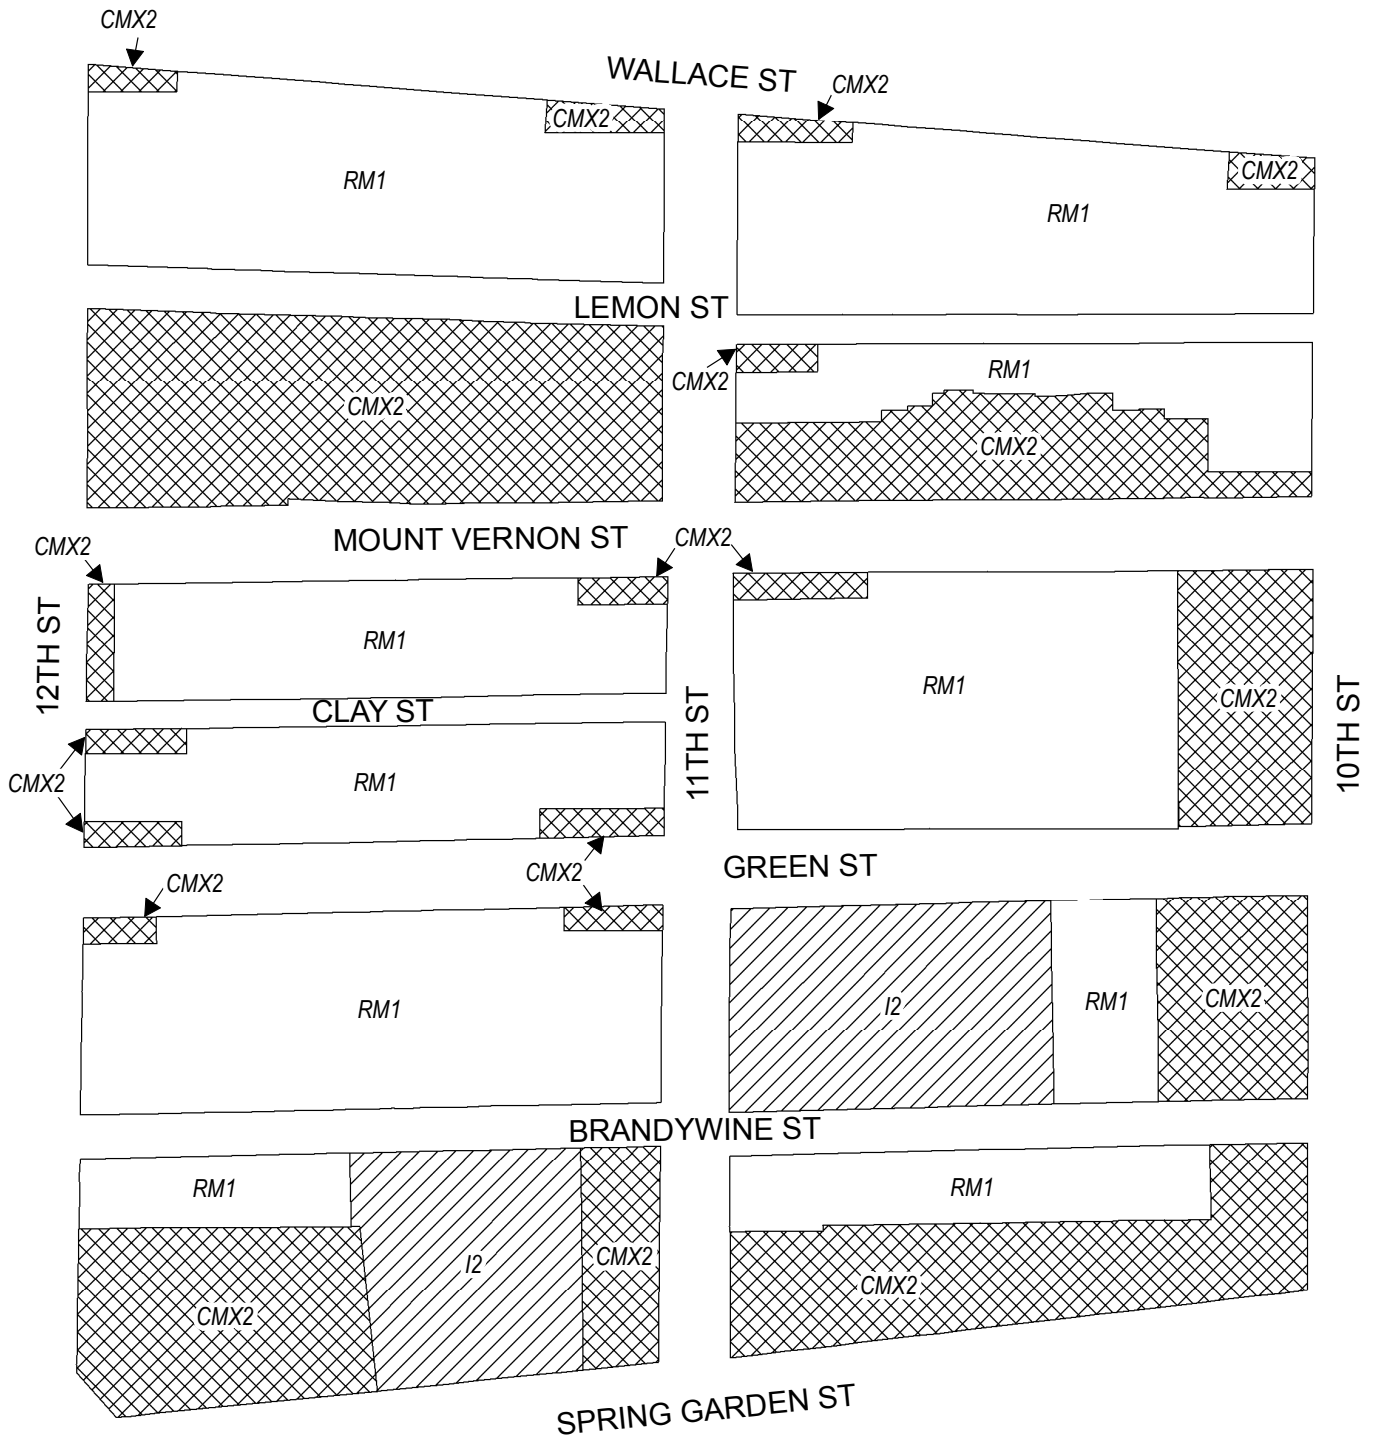 CMX2
WALLACE ST
CMX2
CMX2
CMX2
RM1
RM1
LEMON ST
CMX2
RM1
CMX2
CMX2
MOUNT VERNON ST
CMX2
CMX2
12TH ST
RM1
RM1
CMX2
CLAY ST
11TH ST
10TH ST
CMX2
RM1
GREEN ST
CMX2
CMX2
RM1
I2
RM1
CMX2
BRANDYWINE ST
RM1
RM1
I2
CMX2
CMX2
CMX2
SPRING GARDEN ST